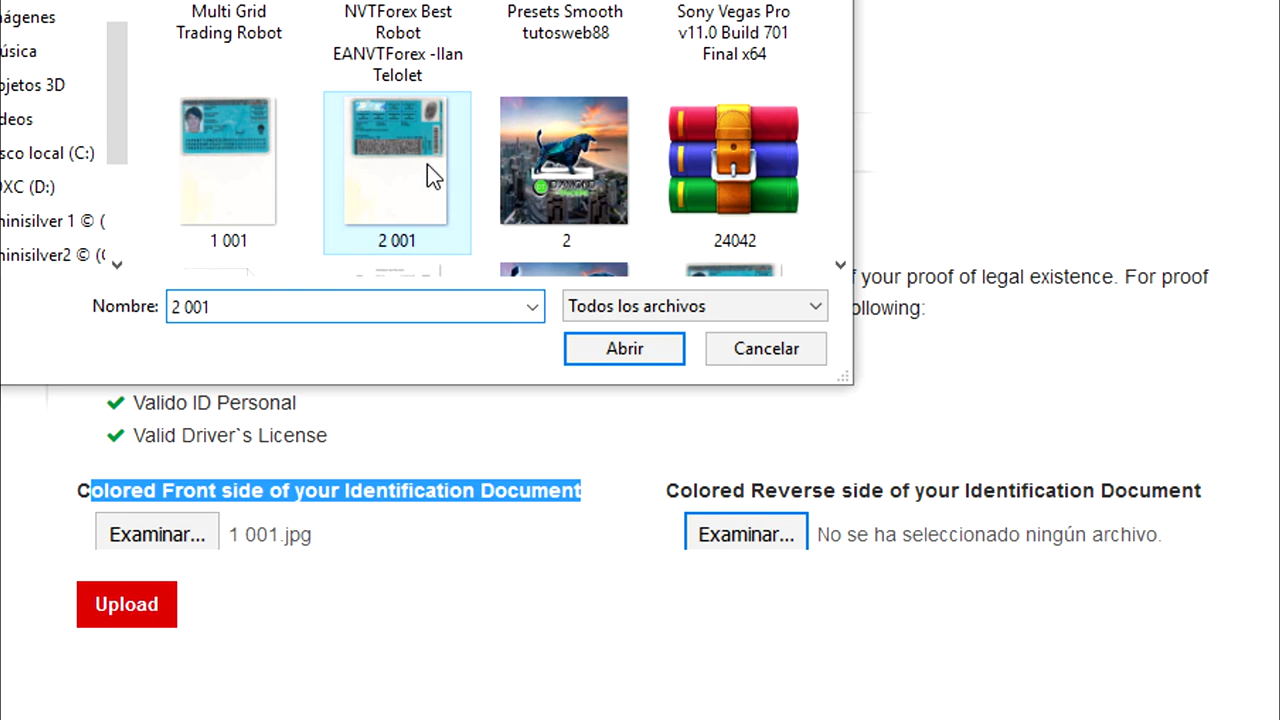 ágenes
úsica
ojetos 3D
deos
sco local (C:)
XC (D:)
ninisilver 1 © (
ninisilver2 © ((
Multi Grid
Trading Robot
NVTForex Best
Robot
EANVTForex -Ilan
Telolet
Presets Smooth
tutosweb88
Sony Vegas Pro
v11.0 Build 701
Final x64
1 001
2 001
2
24042
Nombre:
2 001
Todos los archivos
Abrir
Cancelar
f your proof of legal existence. For proof
ollowing:
Valido ID Personal
Valid Driver`s License
Colored Front side of your Identification Document
Examinar...
1 001.jpg
Colored Reverse side of your Identification Document
Examinar...
No se ha seleccionado ningún archivo.
Upload